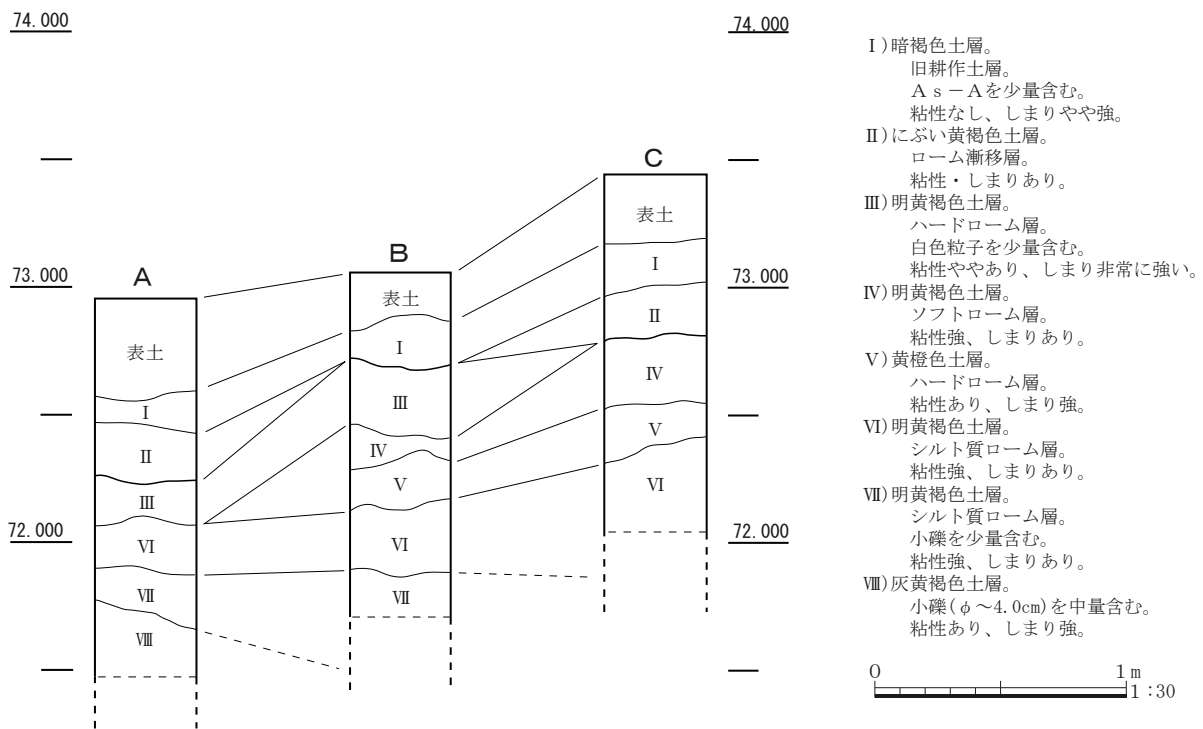 74.000
74.000
C
表土
B
73.000
A
73.000
Ⅰ
表土
Ⅱ
表土
Ⅰ
Ⅳ
Ⅲ
Ⅰ
Ⅴ
Ⅱ
Ⅳ
Ⅴ
Ⅵ
Ⅲ
72.000
72.000
Ⅵ
Ⅵ
Ⅶ
Ⅶ
Ⅷ
Ⅰ)暗褐色土層。
旧耕作土層。
As-Aを少量含む。
粘性なし、しまりやや強。
Ⅱ)にぶい黄褐色土層。
ローム漸移層。
粘性・しまりあり。
Ⅲ)明黄褐色土層。
ハードローム層。
白色粒子を少量含む。
粘性ややあり、しまり非常に強い。
Ⅳ)明黄褐色土層。
ソフトローム層。
粘性強、しまりあり。
Ⅴ)黄橙色土層。
ハードローム層。
粘性あり、しまり強。
Ⅵ)明黄褐色土層。
シルト質ローム層。
粘性強、しまりあり。
Ⅶ)明黄褐色土層。
シルト質ローム層。
小礫を少量含む。
粘性強、しまりあり。
Ⅷ)灰黄褐色土層。
小礫(φ~4.0cm)を中量含む。
粘性あり、しまり強。
0 1m
1:30